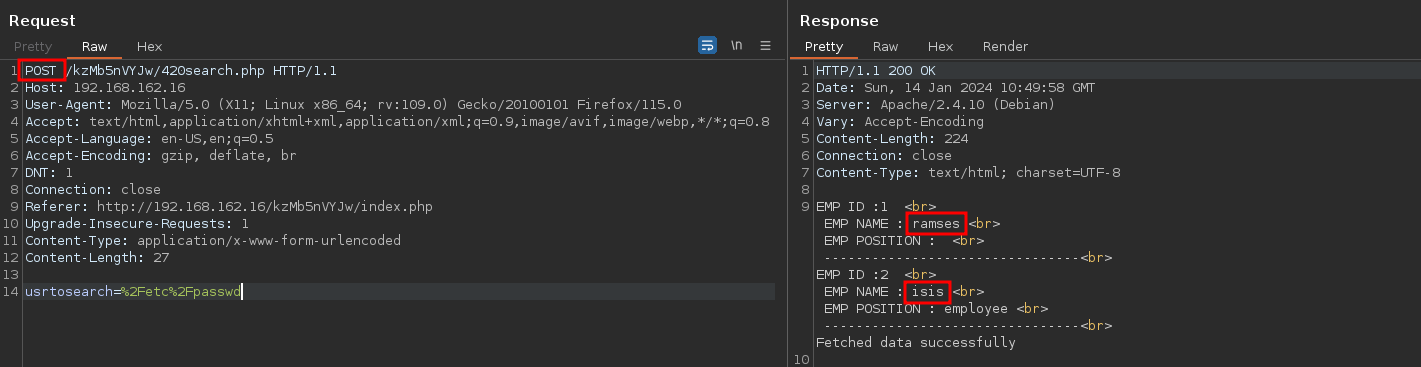 Request
Pretty Raw Hex \n
1 POST /kzMb5nVYJw/420search.php HTTP/1.1
2 Host: 192.168.162.16
3 User-Agent: Mozilla/5.0 (X11; Linux x86_64; rv:109.0) Gecko/20100101 Firefox/115.0
4 Accept: text/html,application/xhtml+xml,application/xml;q=0.9,image/avif,image/webp,*/*;q=0.8
5 Accept-Language: en-US,en;q=0.5
6 Accept-Encoding: gzip, deflate, br
7 DNT: 1
8 Connection: close
9 Referer: http://192.168.162.16/kzMb5nVYJw/index.php
10 Upgrade-Insecure-Requests: 1
11 Content-Type: application/x-www-form-urlencoded
12 Content-Length: 27
13
14 usrtosearch=%2Fetc%2Fpasswd
Response
Pretty Raw Hex Render
1 HTTP/1.1 200 OK
2 Date: Sun, 14 Jan 2024 10:49:58 GMT
3 Server: Apache/2.4.10 (Debian)
4 Vary: Accept-Encoding
5 Content-Length: 224
6 Connection: close
7 Content-Type: text/html; charset=UTF-8
8
9 EMP ID :1  <br>
EMP NAME : ramses <br>
EMP POSITION :  <br>
--------------------------------<br>
EMP ID :2  <br>
EMP NAME : isis <br>
EMP POSITION : employee <br>
--------------------------------<br>
Fetched data successfully
10